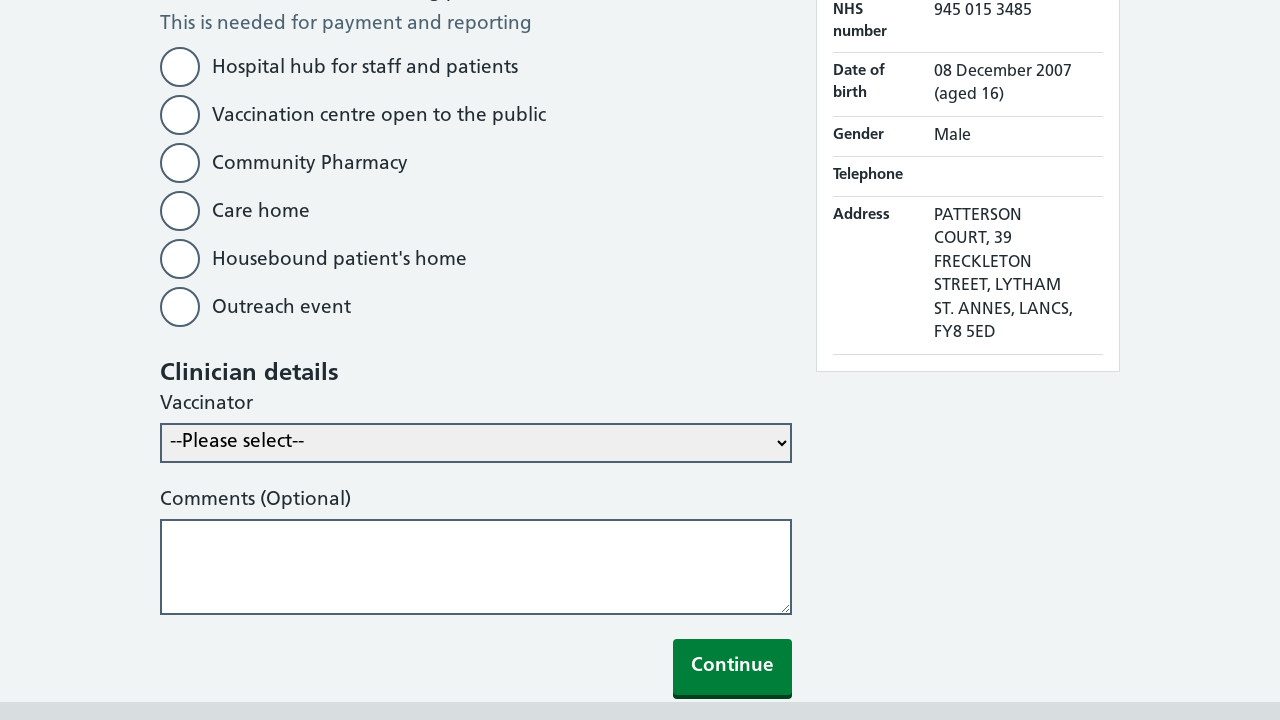 This is needed for payment and reporting
Hospital hub for staff and patients
Vaccination centre open to the public
Community Pharmacy
Care home
Housebound patient's home
Outreach event
Clinician details
Vaccinator
--Please select--
Comments (Optional)
Continue
NHS
number
945 015 3485
Date of
birth
08 December 2007
(aged 16)
Gender
Male
Telephone
Address
PATTERSON
COURT, 39
FRECKLETON
STREET, LYTHAM
ST. ANNES, LANCS,
FY8 5ED